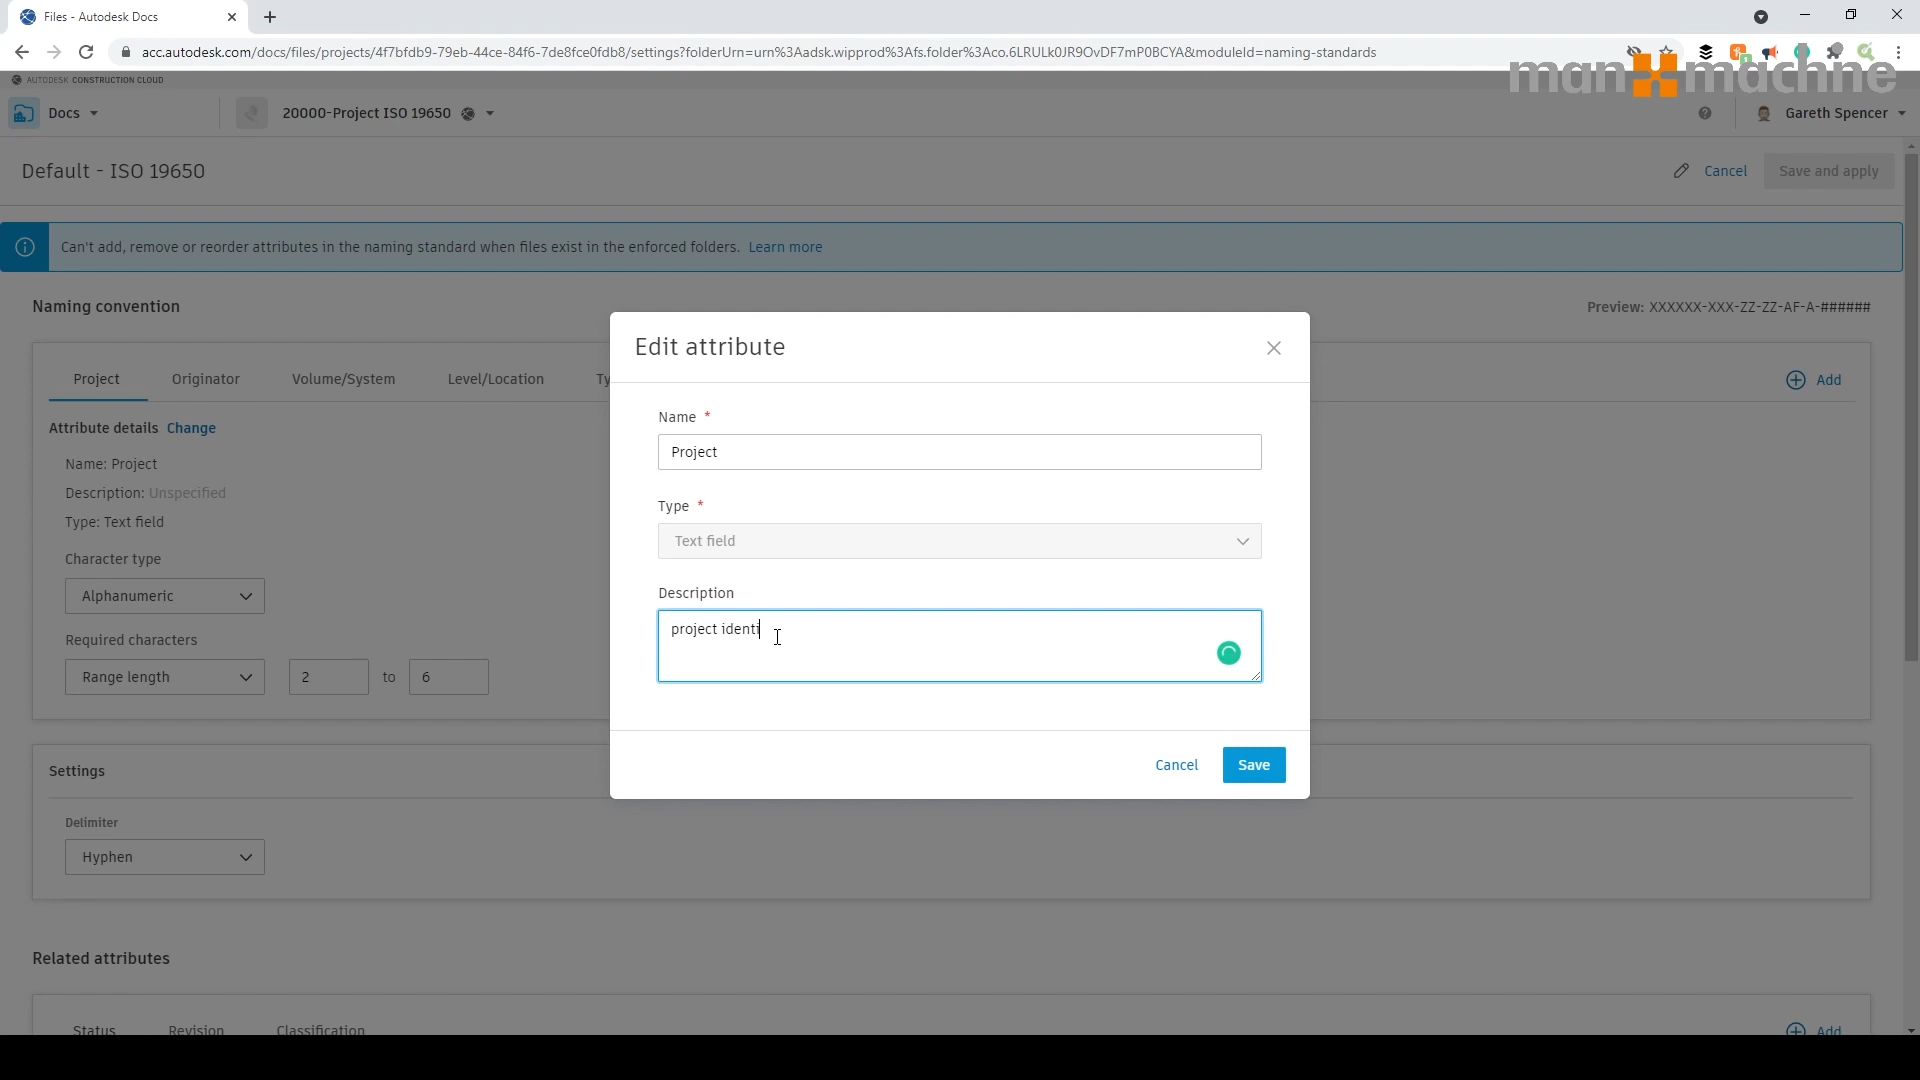 Files - Autodesk Docs
acc.autodesk.com/docs/files/projects/4f7bfdb9-79eb-44ce-84f6-7de8fce0fdb8/settings?folderUrn=urn%3Aadsk.wipprod%3Afs.folder%3Aco.6LRULk0JR9OvDF7mP0BCYA&moduleId=naming-standards
AUTODESK CONSTRUCTION CLOUD
man machine
Docs
20000-Project ISO 19650
Gareth Spencer
Default - ISO 19650
Cancel
Save and apply
Can't add, remove or reorder attributes in the naming standard when files exist in the enforced folders. Learn more
Naming convention
Preview: XXXXXX-XXX-ZZ-ZZ-AF-A-######
Project
Originator
Volume/System
Level/Location
Ty
Add
Attribute details Change
Name: Project
Description: Unspecified
Type: Text field
Character type
Alphanumeric
Required characters
Range length
2
to
6
Settings
Delimiter
Hyphen
Related attributes
Status
Revision
Classification
Add
Edit attribute
Name *
Project
Type *
Text field
Description
project identi
Cancel
Save